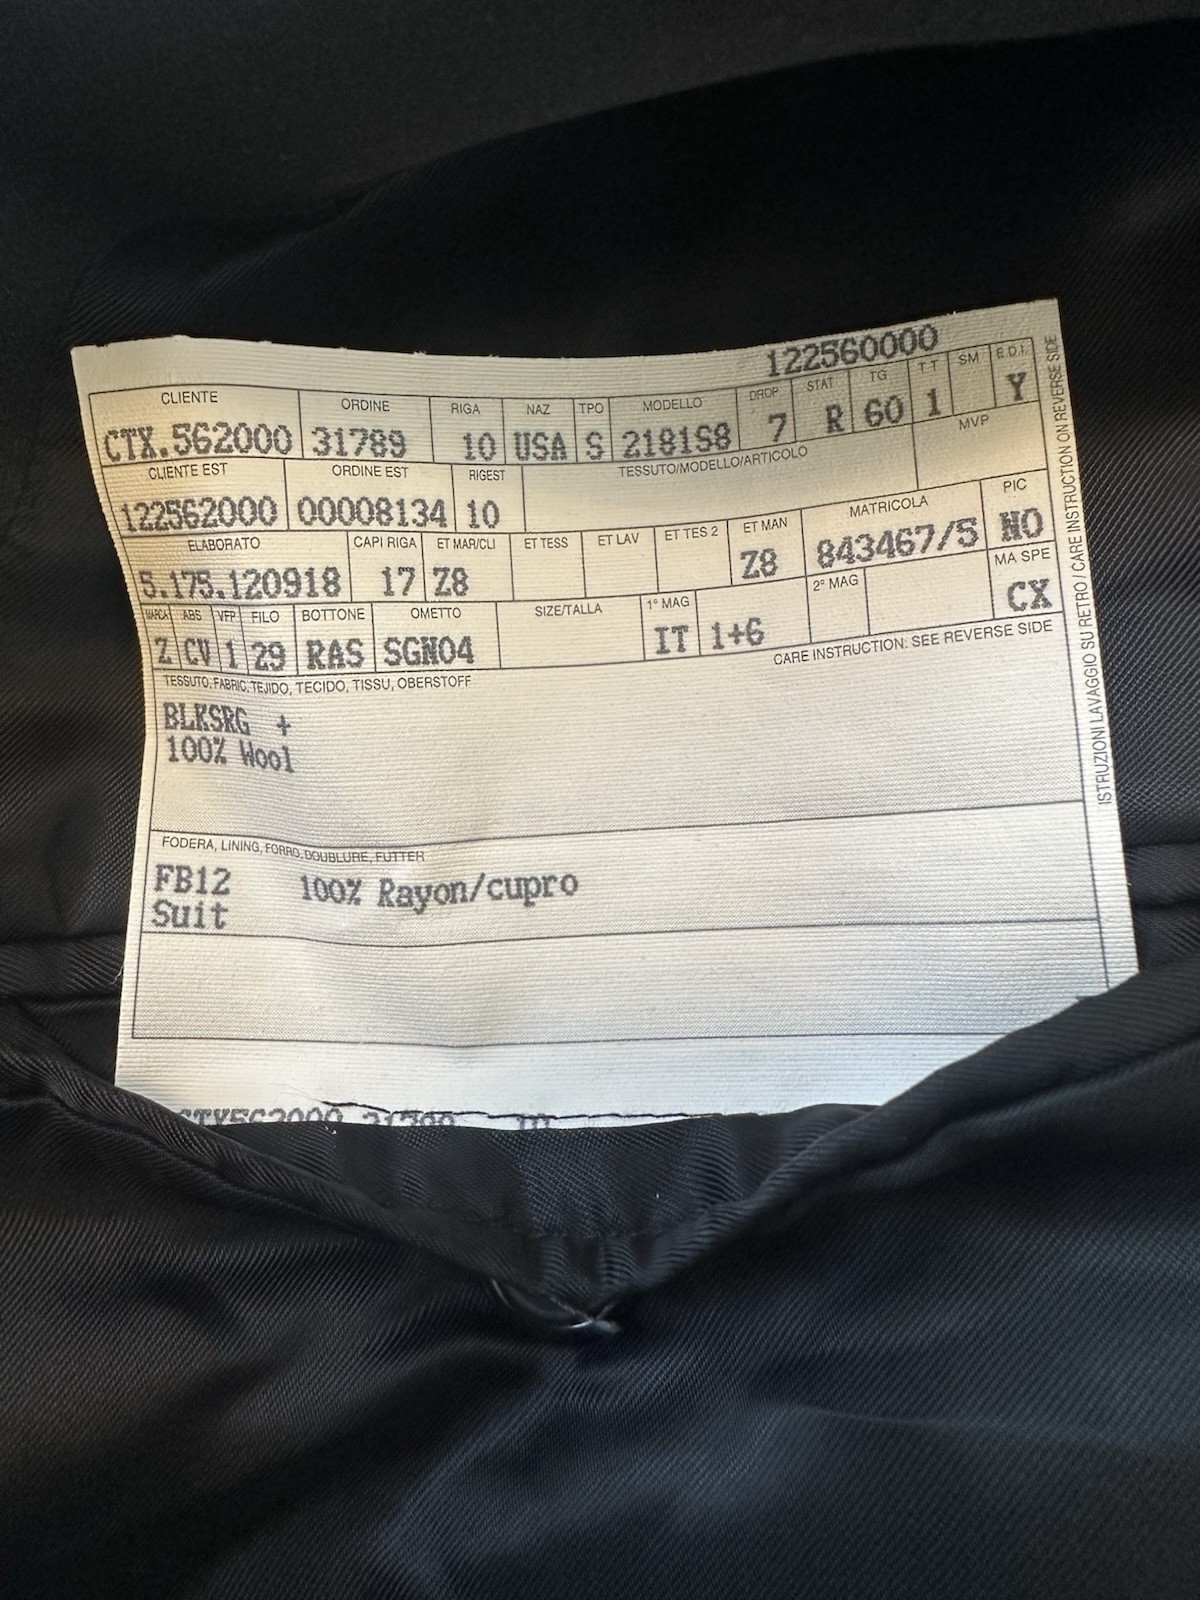 122560000
CLIENTE ORDINE RIGA NAZ TPO MODELLO DROP STAT TG TT SM E.D.I.
CTX.562000 31789 10 USA S 2181S8 7 R 60 1 Y
CLIENTE EST ORDINE EST RIGEST TESSUTO/MODELLO/ARTICOLO MVP
122562000 00008134 10
ELABORATO CAPI RIGA ET MAR/CLI ET TESS ET LAV ET TES 2 ET MAN MATRICOLA PIC
5.175.120918 17 Z8 Z8 843467/5 NO
MARCA ABS VFP FILO BOTTONE OMETTO SIZE/TALLA 1° MAG 2° MAG MA SPE
Z CV 1 29 RAS SGN04 IT 1+6 CX
CARE INSTRUCTION: SEE REVERSE SIDE
TESSUTO, FABRIC, TEJIDO, TECIDO, TISSU, OBERSTOFF
BLKSRG +
100% Wool
FODERA, LINING, FORRO, DOUBLURE, FUTTER
FB12 100% Rayon/cupro
Suit
CTX562000 31789 10
ISTRUZIONI LAVAGGIO SU RETRO / CARE INSTRUCTION ON REVERSE SIDE